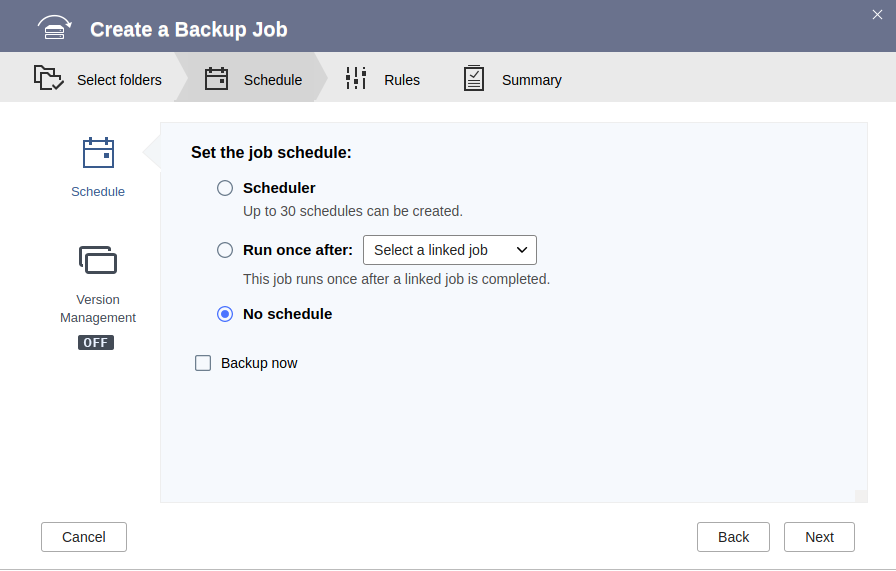 Create a Backup Job
Select folders
Schedule
Rules
Summary
Schedule
Version
Management
OFF
Set the job schedule:
Scheduler
Up to 30 schedules can be created.
Run once after: Select a linked job
This job runs once after a linked job is completed.
No schedule
Backup now
Cancel
Back
Next